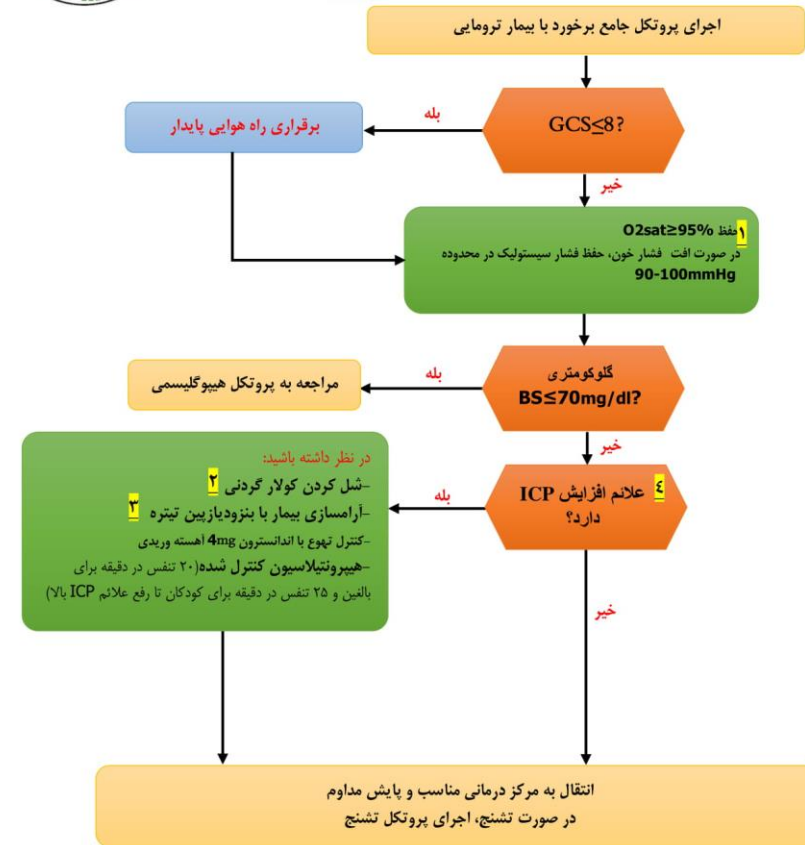 اجرای پروتکل جامع برخورد با بیمار ترومایی
GCS≤8?
بله
برقراری راه هوایی پایدار
خیر
۱ حفظ O2sat≥95%
در صورت افت فشار خون، حفظ فشار سیستولیک در محدوده
90-100mmHg
گلوکومتری
BS≤70mg/dl?
بله
مراجعه به پروتکل هیپوگلیسمی
خیر
٤ علائم افزایش ICP
دارد؟
بله
در نظر داشته باشید:
-شل کردن کولار گردنی ۲
-آرامسازی بیمار با بنزودیازپین تیتره ۳
-کنترل تهوع با اندانسترون 4mg آهسته وریدی
-هیپرونتیلاسیون کنترل شده(۲۰ تنفس در دقیقه برای
بالغین و ۲۵ تنفس در دقیقه برای کودکان تا رفع علائم ICP بالا)
خیر
انتقال به مرکز درمانی مناسب و پایش مداوم
در صورت تشنج، اجرای پروتکل تشنج